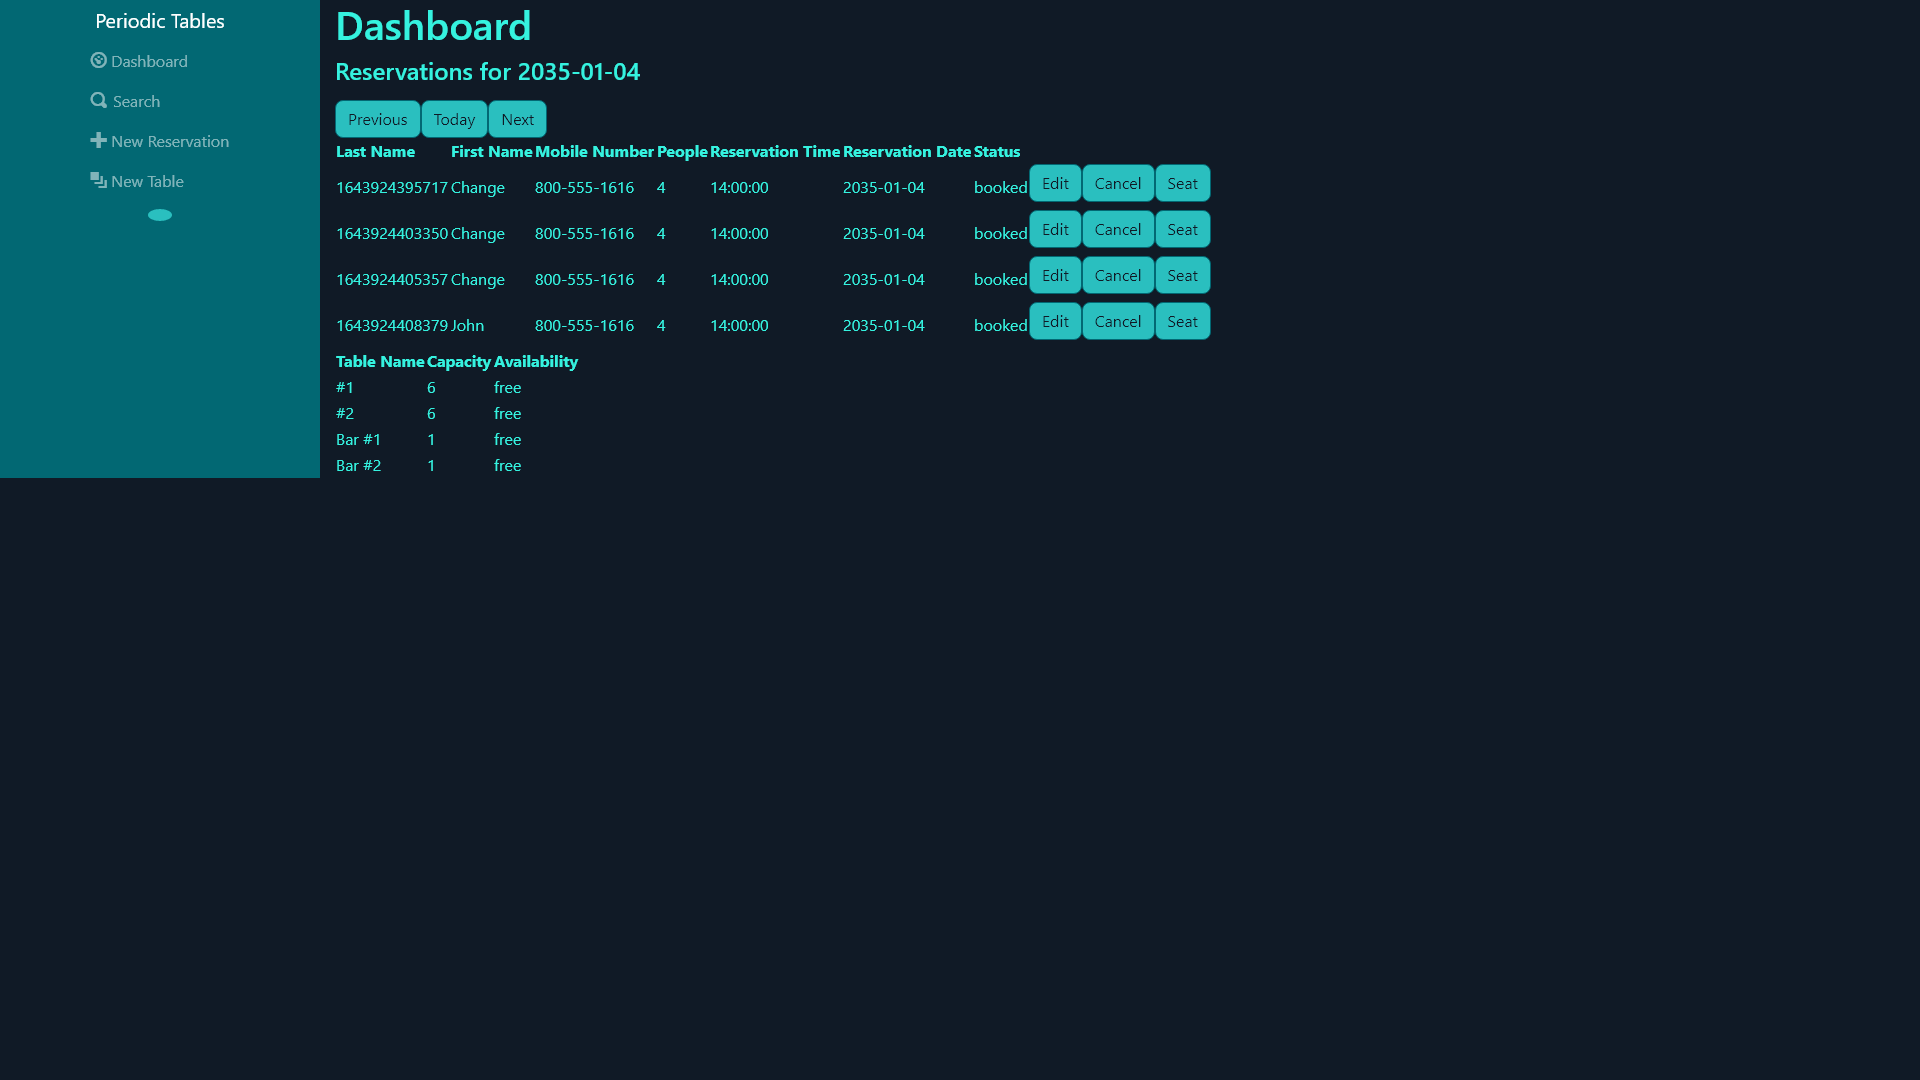 Periodic Tables
Dashboard
Search
New Reservation
New Table
Dashboard
Reservations for 2035-01-04
Previous Today Next
Last Name First Name Mobile Number People Reservation Time Reservation Date Status
1643924395717 Change 800-555-1616 4 14:00:00 2035-01-04 booked Edit Cancel Seat
1643924403350 Change 800-555-1616 4 14:00:00 2035-01-04 booked Edit Cancel Seat
1643924405357 Change 800-555-1616 4 14:00:00 2035-01-04 booked Edit Cancel Seat
1643924408379 John 800-555-1616 4 14:00:00 2035-01-04 booked Edit Cancel Seat
Table Name Capacity Availability
#1 6 free
#2 6 free
Bar #1 1 free
Bar #2 1 free